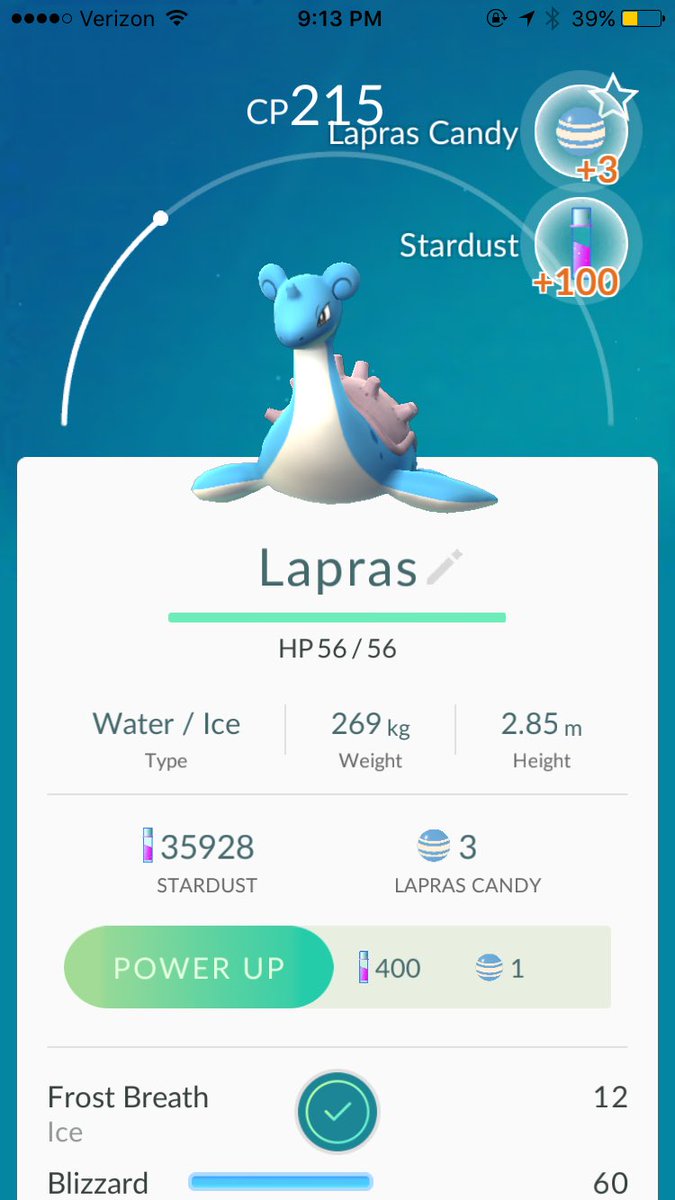 Verizon 9:13 PM 39%
CP215
Lapras Candy
+3
Stardust
+100
Lapras
HP 56 / 56
Water / Ice 269 kg 2.85 m
Type Weight Height
35928 3
STARDUST LAPRAS CANDY
POWER UP 400 1
Frost Breath 12
Ice
Blizzard 60